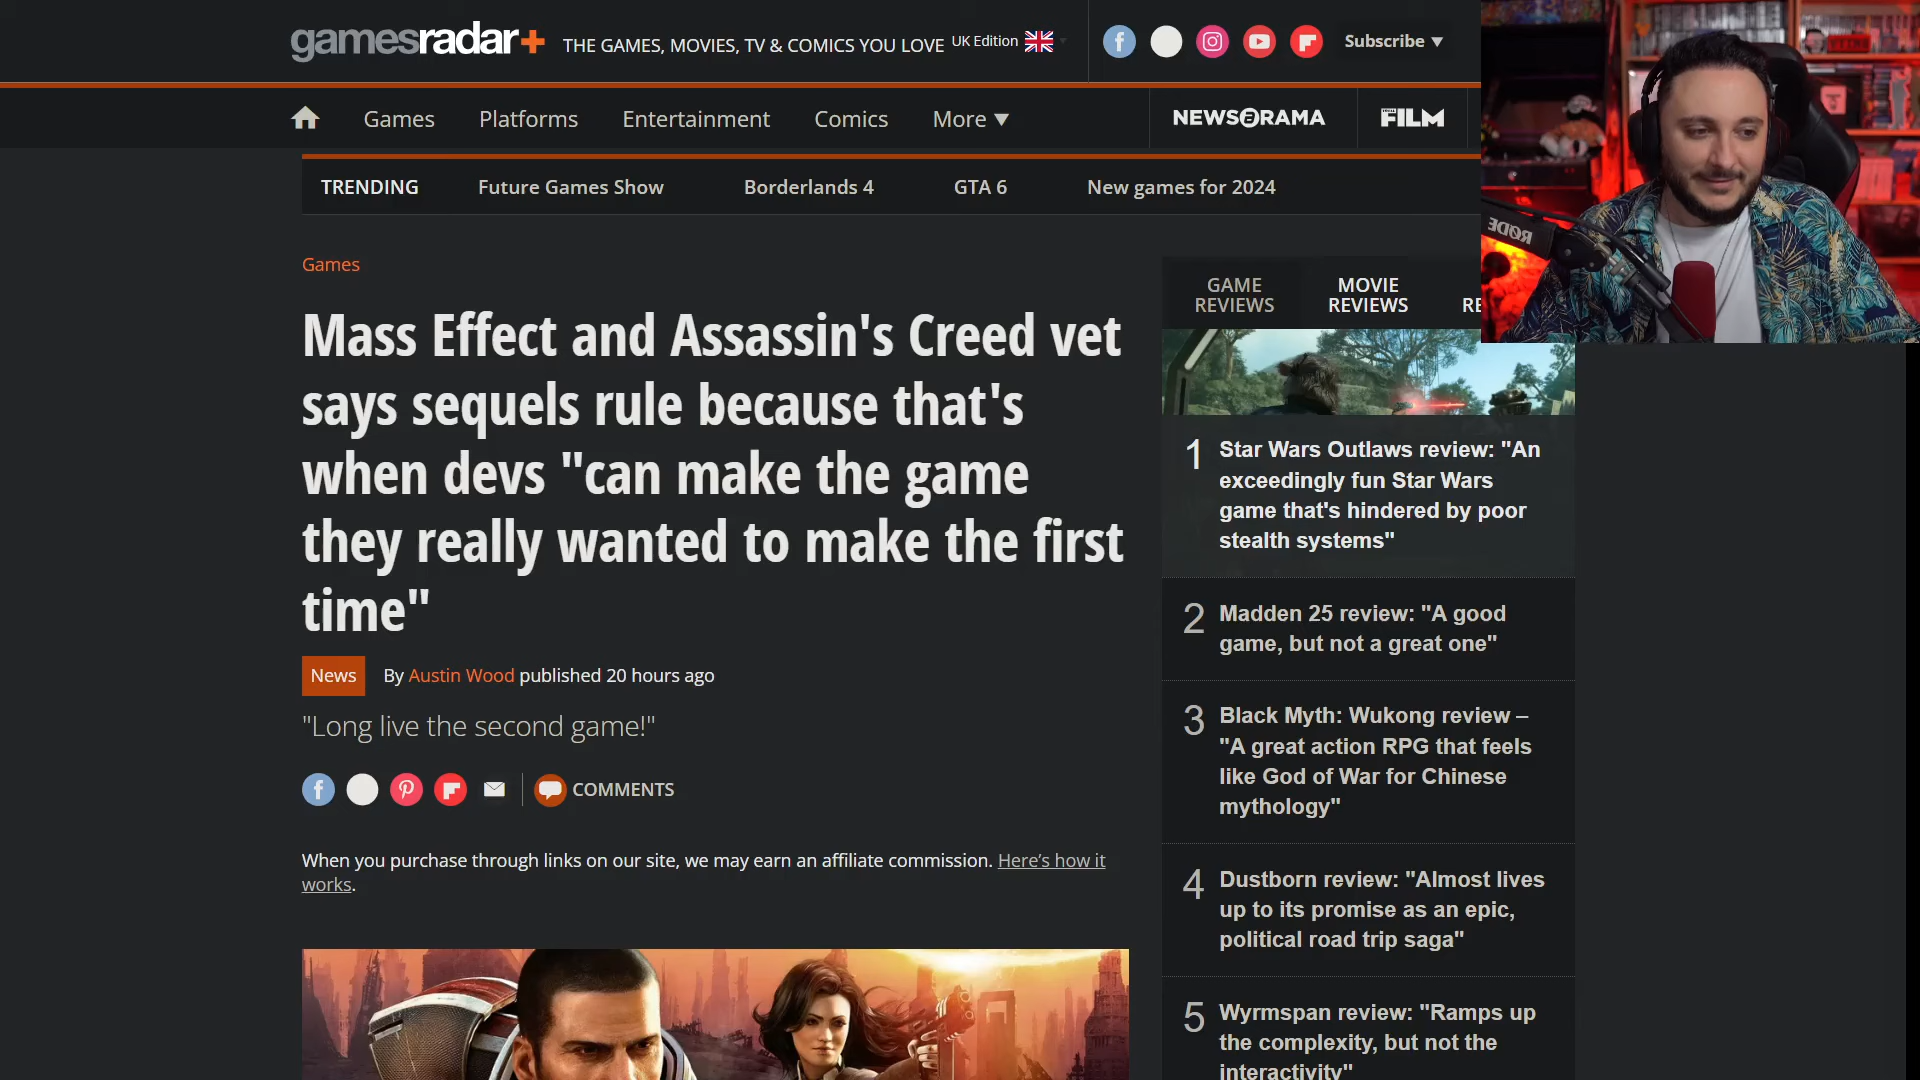 gamesradar+
THE GAMES, MOVIES, TV & COMICS YOU LOVE
UK Edition
Subscribe ▼
Games
Platforms
Entertainment
Comics
More ▼
NEWS@RAMA
FILM
TRENDING
Future Games Show
Borderlands 4
GTA 6
New games for 2024
Games
Mass Effect and Assassin's Creed vet
says sequels rule because that's
when devs "can make the game
they really wanted to make the first
time"
News
By Austin Wood published 20 hours ago
"Long live the second game!"
COMMENTS
When you purchase through links on our site, we may earn an affiliate commission. Here’s how it
works.
GAME
REVIEWS
MOVIE
REVIEWS
1
Star Wars Outlaws review: "An
exceedingly fun Star Wars
game that's hindered by poor
stealth systems"
2
Madden 25 review: "A good
game, but not a great one"
3
Black Myth: Wukong review –
"A great action RPG that feels
like God of War for Chinese
mythology"
4
Dustborn review: "Almost lives
up to its promise as an epic,
political road trip saga"
5
Wyrmspan review: "Ramps up
the complexity, but not the
interactivity"
RØDE